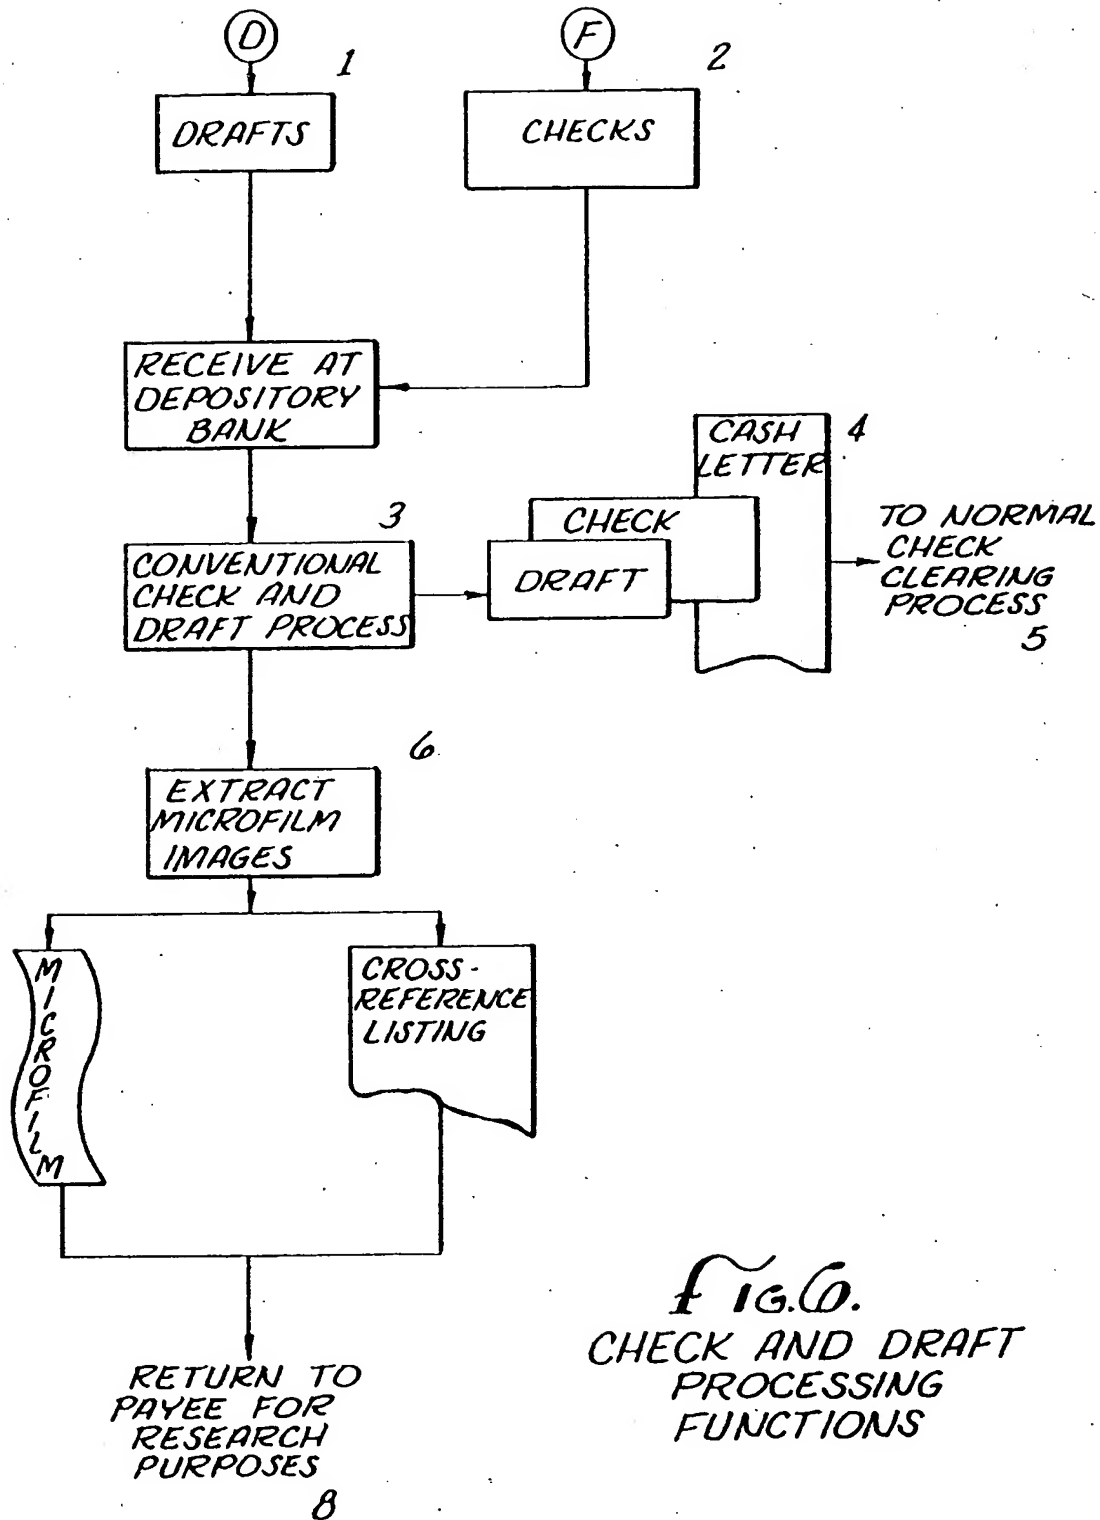 D
F
1
2
DRAFTS
CHECKS
RECEIVE AT
DEPOSITORY
BANK
3
CONVENTIONAL
CHECK AND
DRAFT PROCESS
CHECK
DRAFT
CASH
LETTER
4
TO NORMAL
CHECK
CLEARING
PROCESS
5
6
EXTRACT
MICROFILM
IMAGES
MICROFILM
CROSS-
REFERENCE
LISTING
RETURN TO
PAYEE FOR
RESEARCH
PURPOSES
8
FIG. 6.
CHECK AND DRAFT
PROCESSING
FUNCTIONS